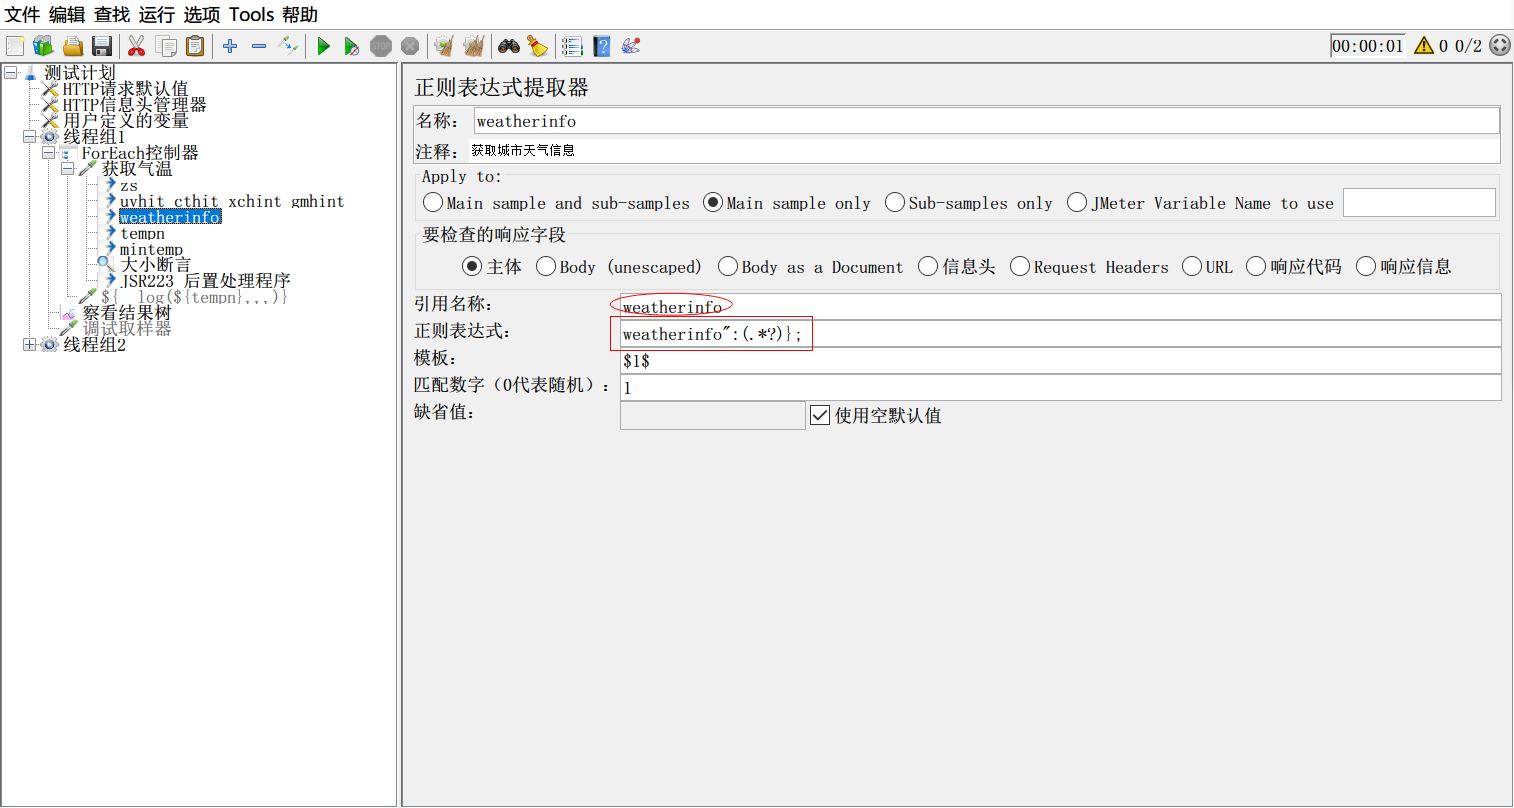 文件 编辑 查找 运行 选项 Tools 帮助
STOP
00:00:01 0 0/2
测试计划
HTTP请求默认值
HTTP信息头管理器
用户定义的变量
线程组1
ForEach控制器
获取气温
zs
uvhit cthit xchint gmhint
weatherinfo
tempn
mintemp
大小断言
JSR223 后置处理程序
${__log(${tempn},,,)}
察看结果树
调试取样器
线程组2
正则表达式提取器
名称: weatherinfo
注释: 获取城市天气信息
Apply to:
Main sample and sub-samples Main sample only Sub-samples only JMeter Variable Name to use
要检查的响应字段
主体 Body (unescaped) Body as a Document 信息头 Request Headers URL 响应代码 响应信息
引用名称: weatherinfo
正则表达式: weatherinfo":(.*?)};
模板: $1$
匹配数字（0代表随机）: 1
缺省值: 使用空默认值